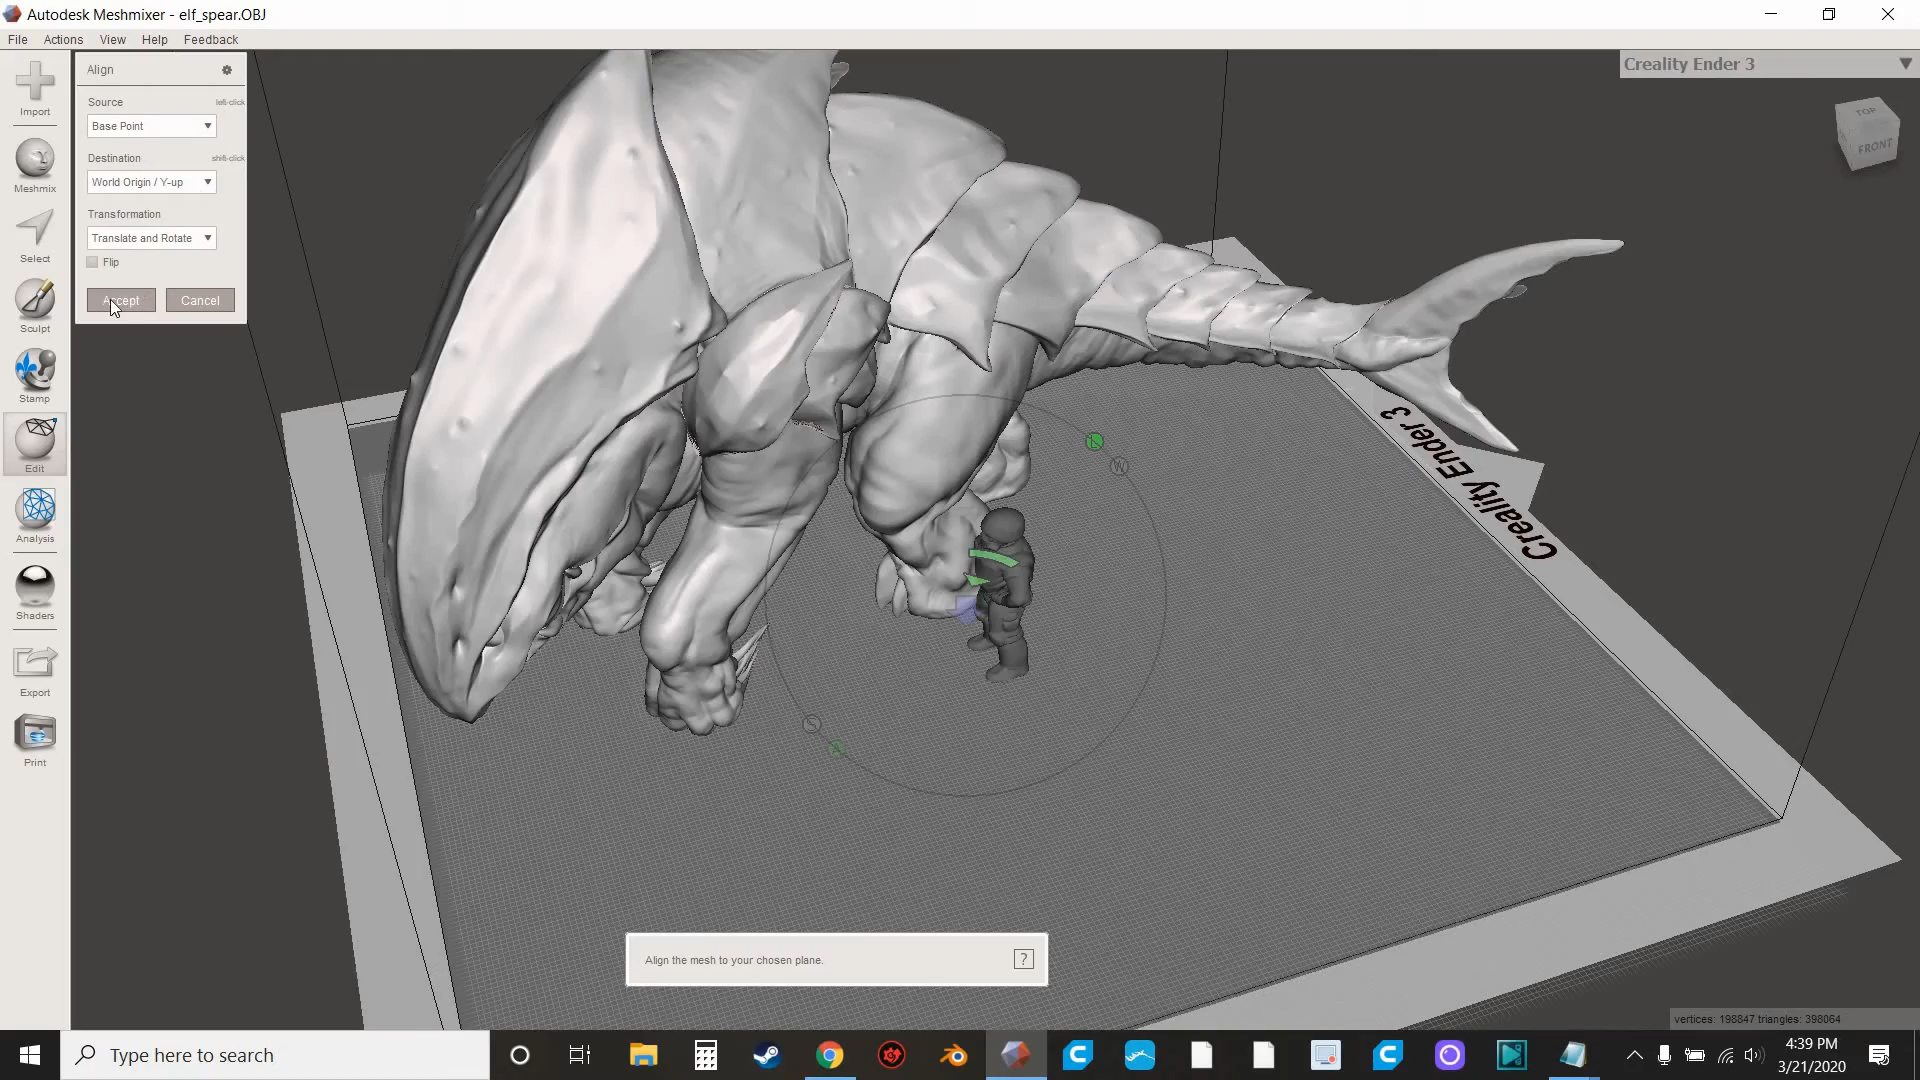 Autodesk Meshmixer - elf_spear.OBJ
File Actions View Help Feedback
Import
Meshmix
Select
Sculpt
Stamp
Edit
Analysis
Shaders
Export
Print
Align
Source left-click
Base Point
Destination shift-click
World Origin / Y-up
Transformation
Translate and Rotate
Flip
Accept Cancel
Creality Ender 3
TOP
FRONT
Creality Ender 3
W
S
Align the mesh to your chosen plane. ?
vertices: 198847 triangles: 398064
Type here to search
4:39 PM
3/21/2020